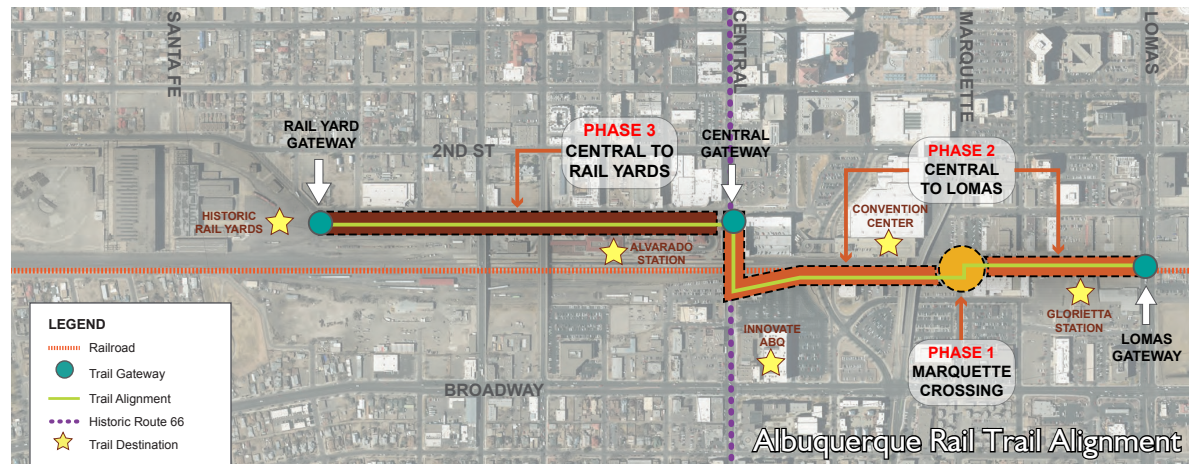 SANTA FE
CENTRAL
MARQUETTE
LOMAS
RAIL YARD
GATEWAY
2ND ST
PHASE 3
CENTRAL TO
RAIL YARDS
CENTRAL
GATEWAY
PHASE 2
CENTRAL
TO LOMAS
HISTORIC
RAIL YARDS
ALVARADO
STATION
CONVENTION
CENTER
GLORIETTA
STATION
LOMAS
GATEWAY
INNOVATE
ABQ
PHASE 1
MARQUETTE
CROSSING
BROADWAY
LEGEND
Railroad
Trail Gateway
Trail Alignment
Historic Route 66
Trail Destination
Albuquerque Rail Trail Alignment